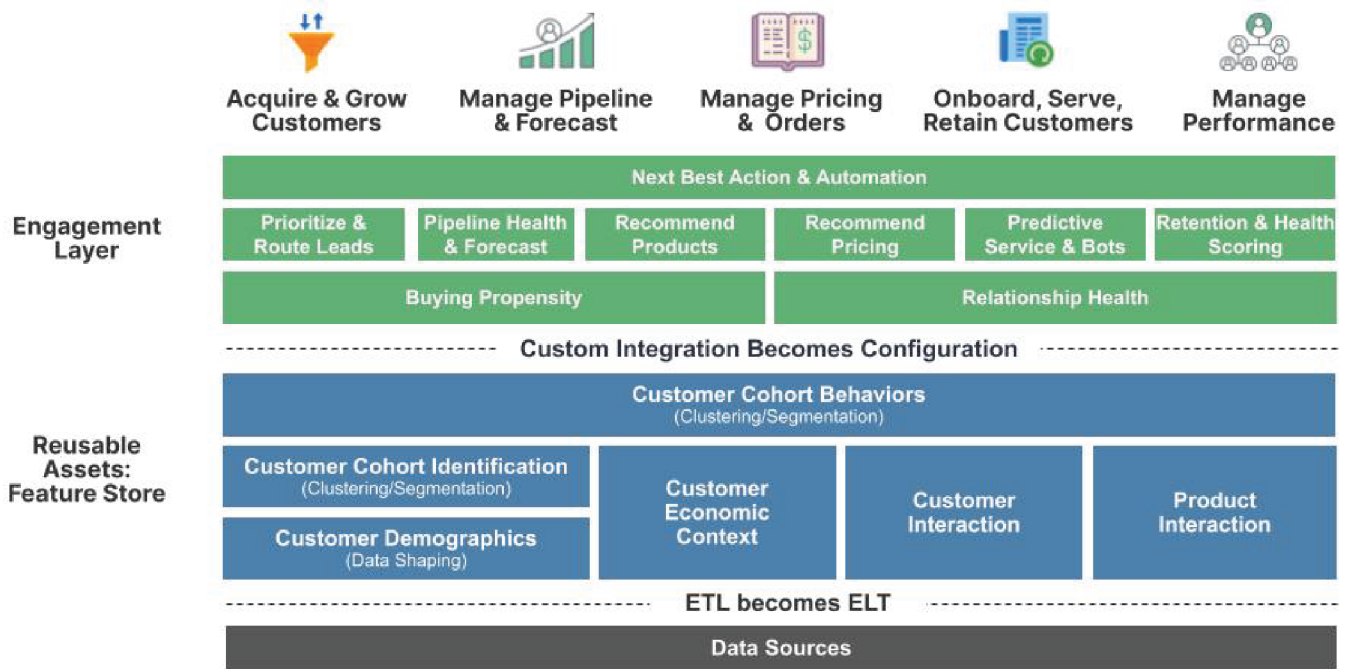 Acquire & Grow
Customers
Manage Pipeline
& Forecast
Manage Pricing
& Orders
Onboard, Serve,
Retain Customers
Manage
Performance
Engagement
Layer
Next Best Action & Automation
Prioritize &
Route Leads
Pipeline Health
& Forecast
Recommend
Products
Recommend
Pricing
Predictive
Service & Bots
Retention & Health
Scoring
Buying Propensity
Relationship Health
Custom Integration Becomes Configuration
Reusable
Assets:
Feature Store
Customer Cohort Behaviors
(Clustering/Segmentation)
Customer Cohort Identification
(Clustering/Segmentation)
Customer Demographics
(Data Shaping)
Customer
Economic
Context
Customer
Interaction
Product
Interaction
ETL becomes ELT
Data Sources